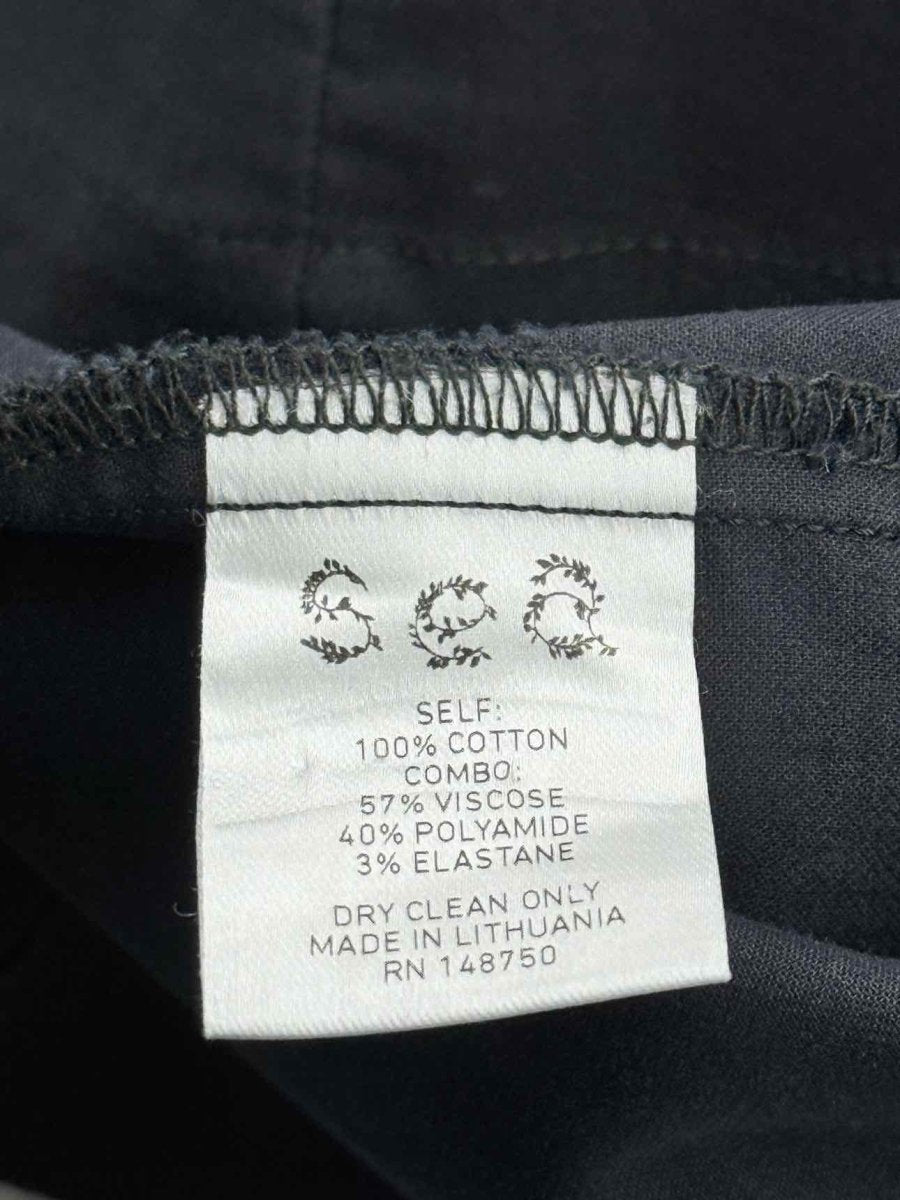 sea
SELF:
100% COTTON
COMBO:
57% VISCOSE
40% POLYAMIDE
3% ELASTANE
DRY CLEAN ONLY
MADE IN LITHUANIA
RN 148750